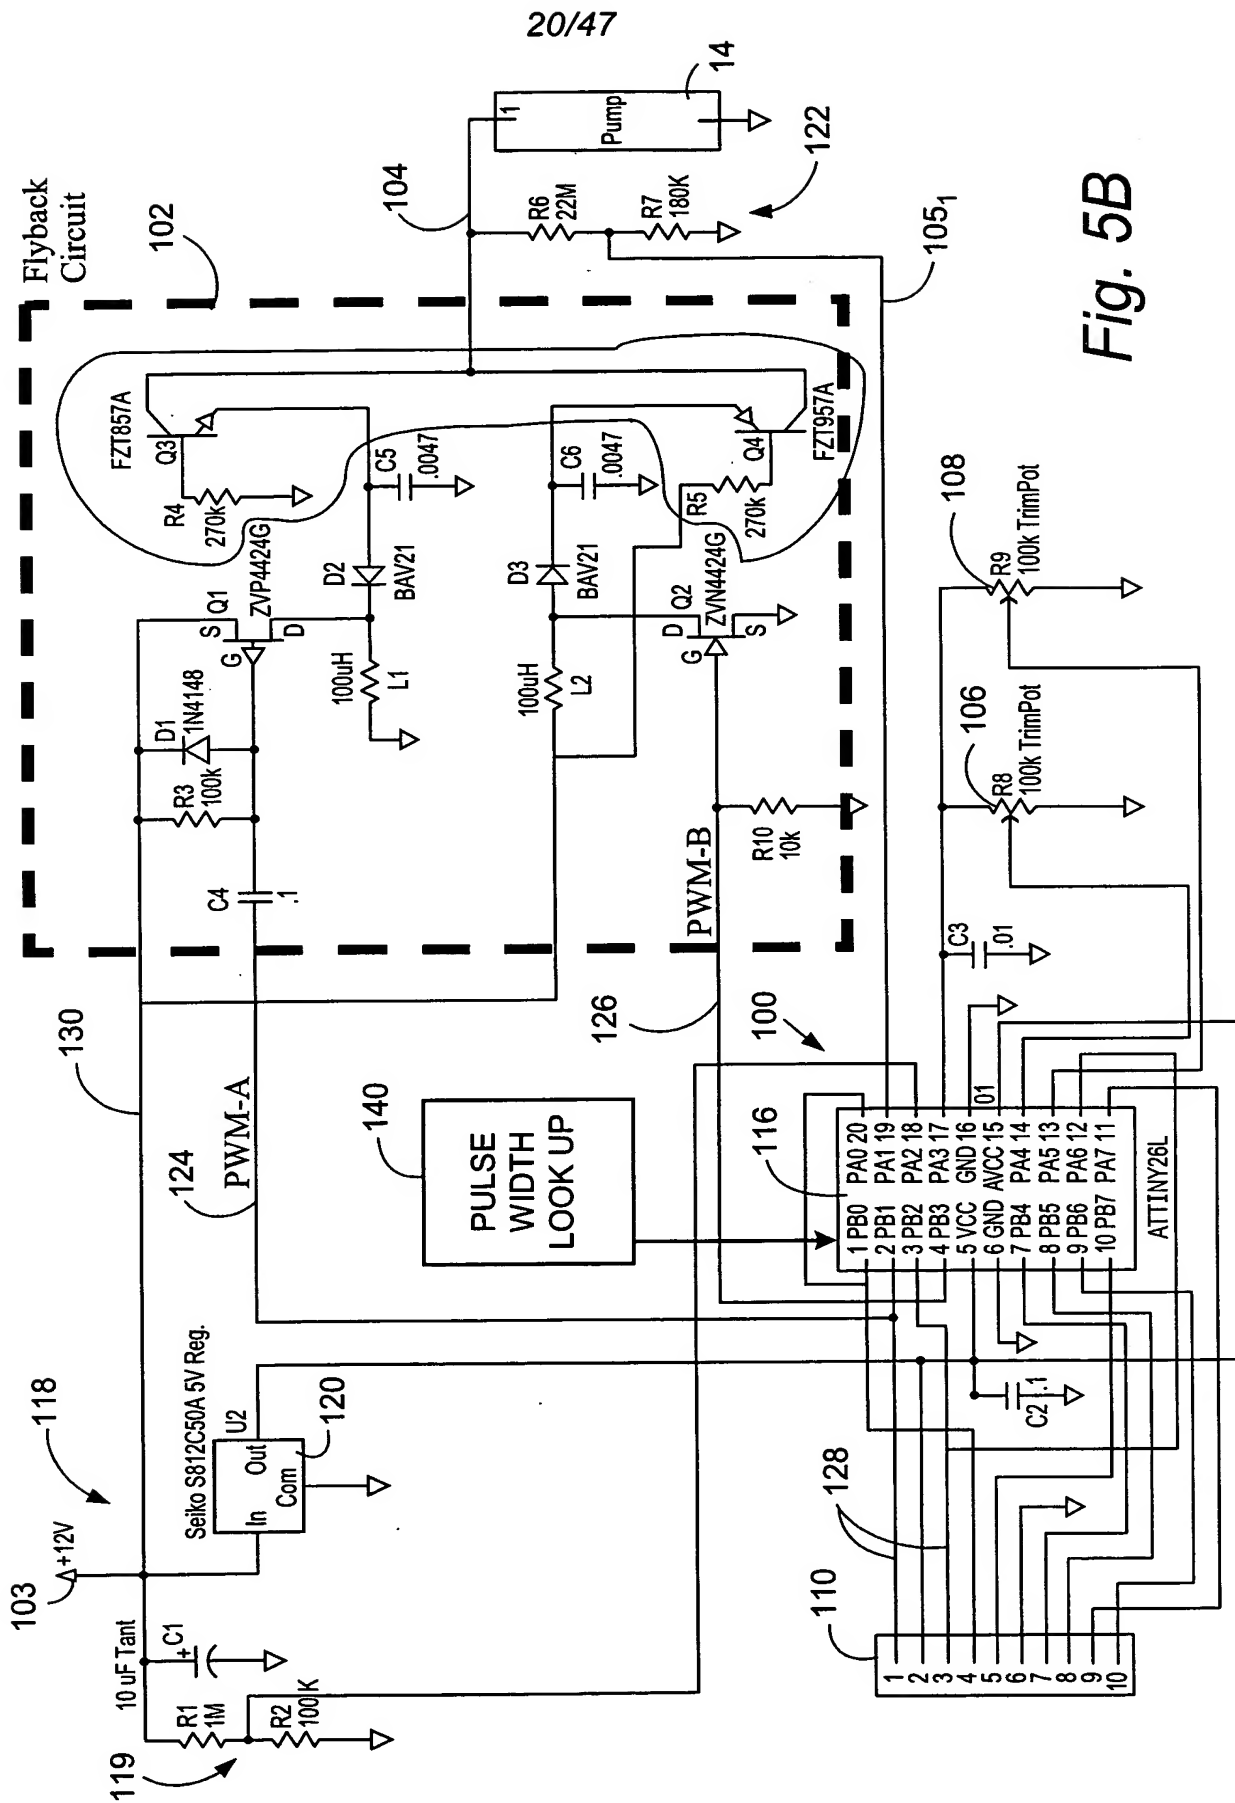 20/47
Flyback
Circuit
102
104
14
1
Pump
122
R6
22M
R7
180K
105₁
Fig. 5B
FZT857A
Q3
R4
270k
C5
.0047
D2
BAV21
ZVP4424G
Q1
S
D
G
D1
1N4148
R3
100k
C4
.1
100uH
L1
FZT957A
Q4
R5
270k
C6
.0047
D3
BAV21
ZVN4424G
Q2
D
S
G
100uH
L2
PWM-B
R10
10k
108
R9
100k TrimPot
106
R8
100k TrimPot
C3
.01
130
PWM-A
124
126
100
140
PULSE
WIDTH
LOOK UP
116
1 PB0 PA0 20
2 PB1 PA1 19
3 PB2 PA2 18
4 PB3 PA3 17
5 VCC GND 16
6 GND AVCC 15
7 PB4 PA4 14
8 PB5 PA5 13
9 PB6 PA6 12
10 PB7 PA7 11
01
ATTINY26L
118
Seiko S812C50A 5V Reg.
U2
In
Out
Com
120
C2
.1
128
110
1
2
3
4
5
6
7
8
9
10
103
+12V
10 uF Tant
+
C1
R1
1M
R2
100 K
119